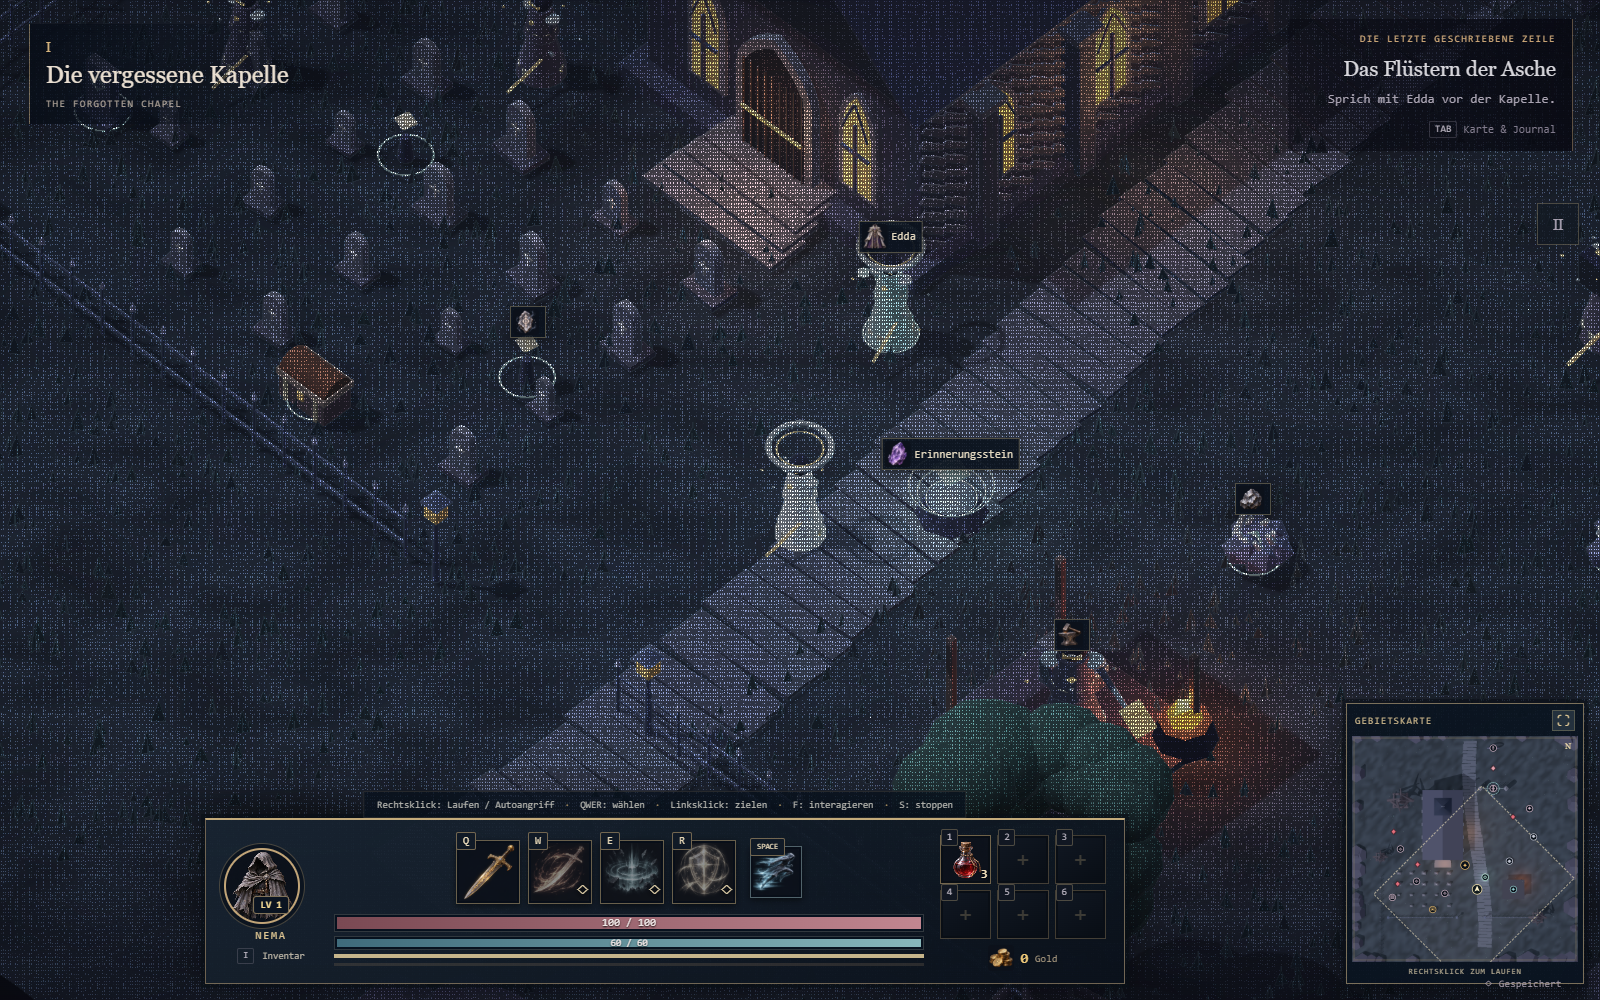 I
Die vergessene Kapelle
THE FORGOTTEN CHAPEL
DIE LETZTE GESCHRIEBENE ZEILE
Das Flüstern der Asche
Sprich mit Edda vor der Kapelle.
TAB Karte & Journal
II
Edda
Erinnerungsstein
GEBIETSKARTE
N
RECHTSKLICK ZUM LAUFEN
◇ Gespeichert
Rechtsklick: Laufen / Autoangriff · QWER: wählen · Linksklick: zielen · F: interagieren · S: stoppen
Q W E R SPACE
1 2 3
3
4 5 6
LV 1
NEMA
I Inventar
100 / 100
60 / 60
0 Gold